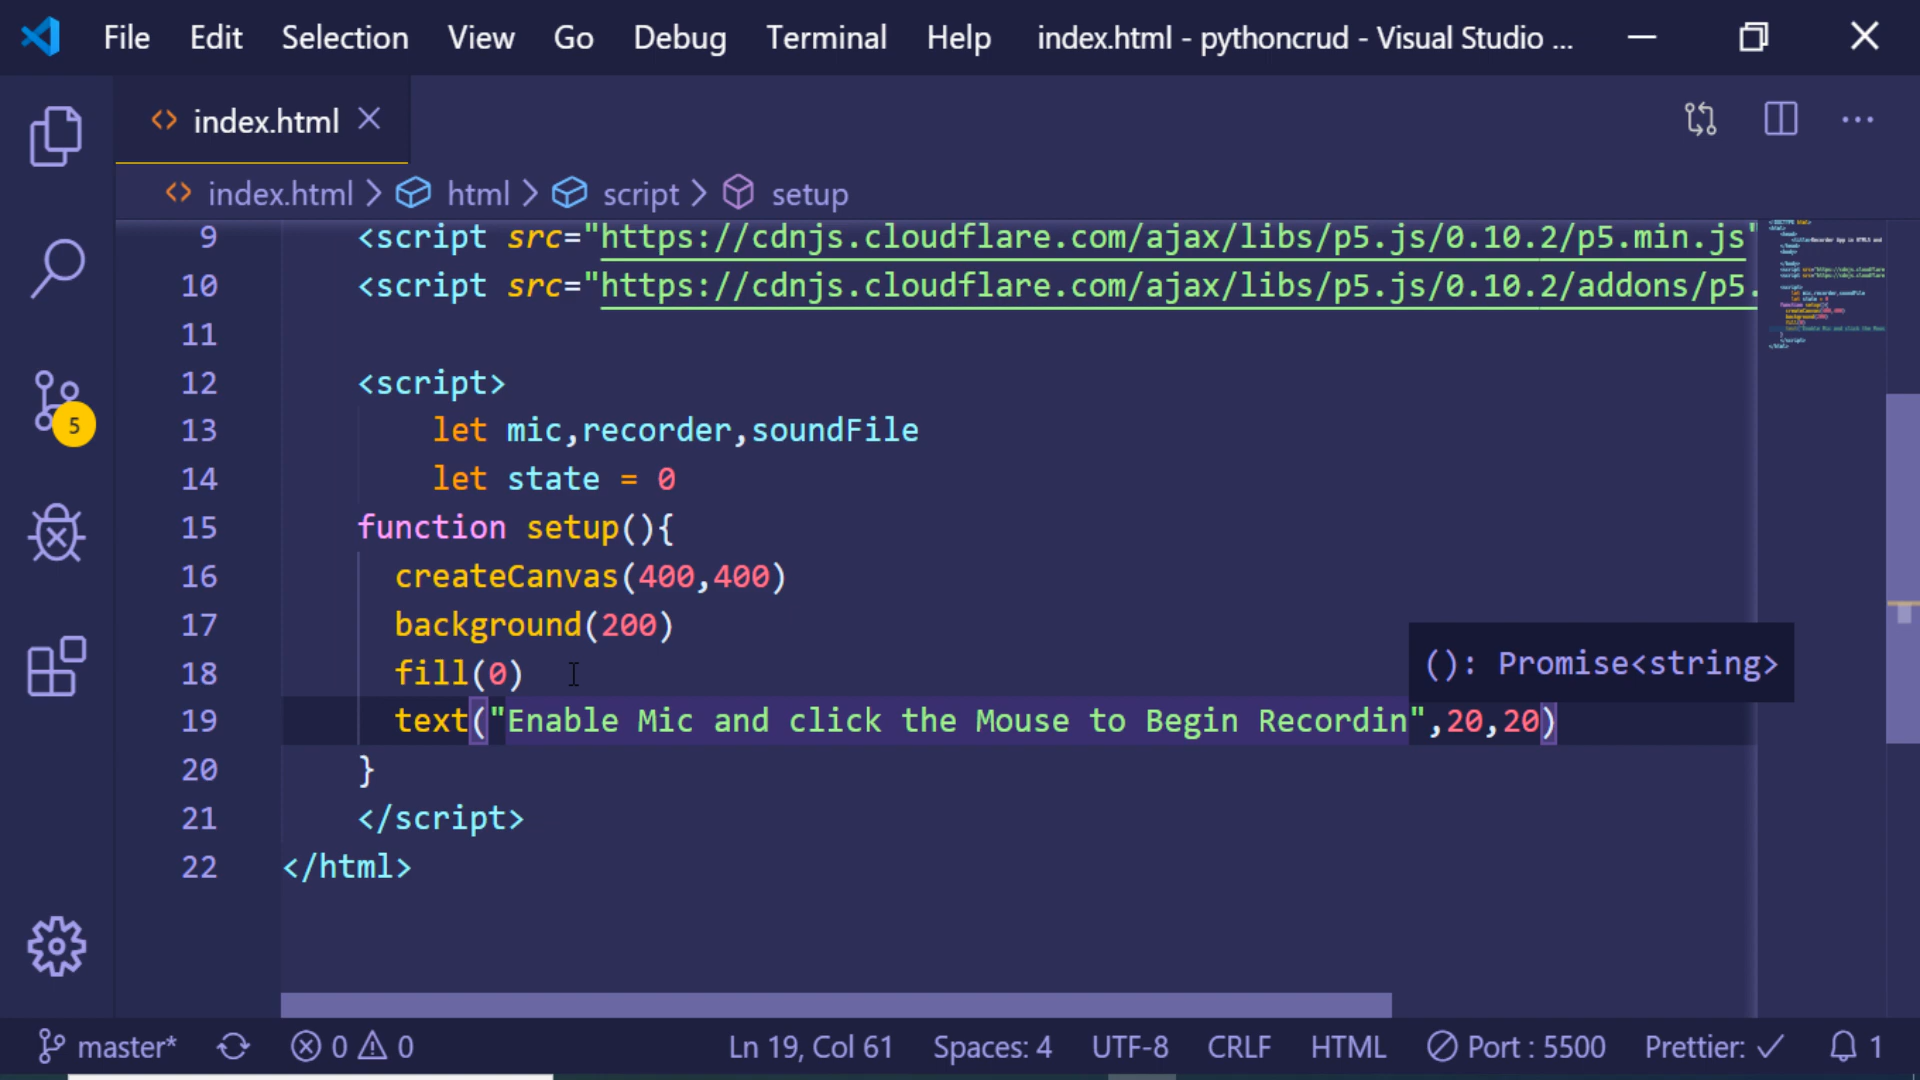 File Edit Selection View Go Debug Terminal Help index.html - pythoncrud - Visual Studio ...
index.html
index.html > html > script > setup
9 <script src="https://cdnjs.cloudflare.com/ajax/libs/p5.js/0.10.2/p5.min.js"
10 <script src="https://cdnjs.cloudflare.com/ajax/libs/p5.js/0.10.2/addons/p5.
11
12 <script>
13 let mic,recorder,soundFile
14 let state = 0
15 function setup(){
16 createCanvas(400,400)
17 background(200)
18 fill(0)
(): Promise<string>
19 text("Enable Mic and click the Mouse to Begin Recordin",20,20)
20 }
21 </script>
22 </html>
5
master* 0 0 Ln 19, Col 61 Spaces: 4 UTF-8 CRLF HTML Port : 5500 Prettier: ✓ 1